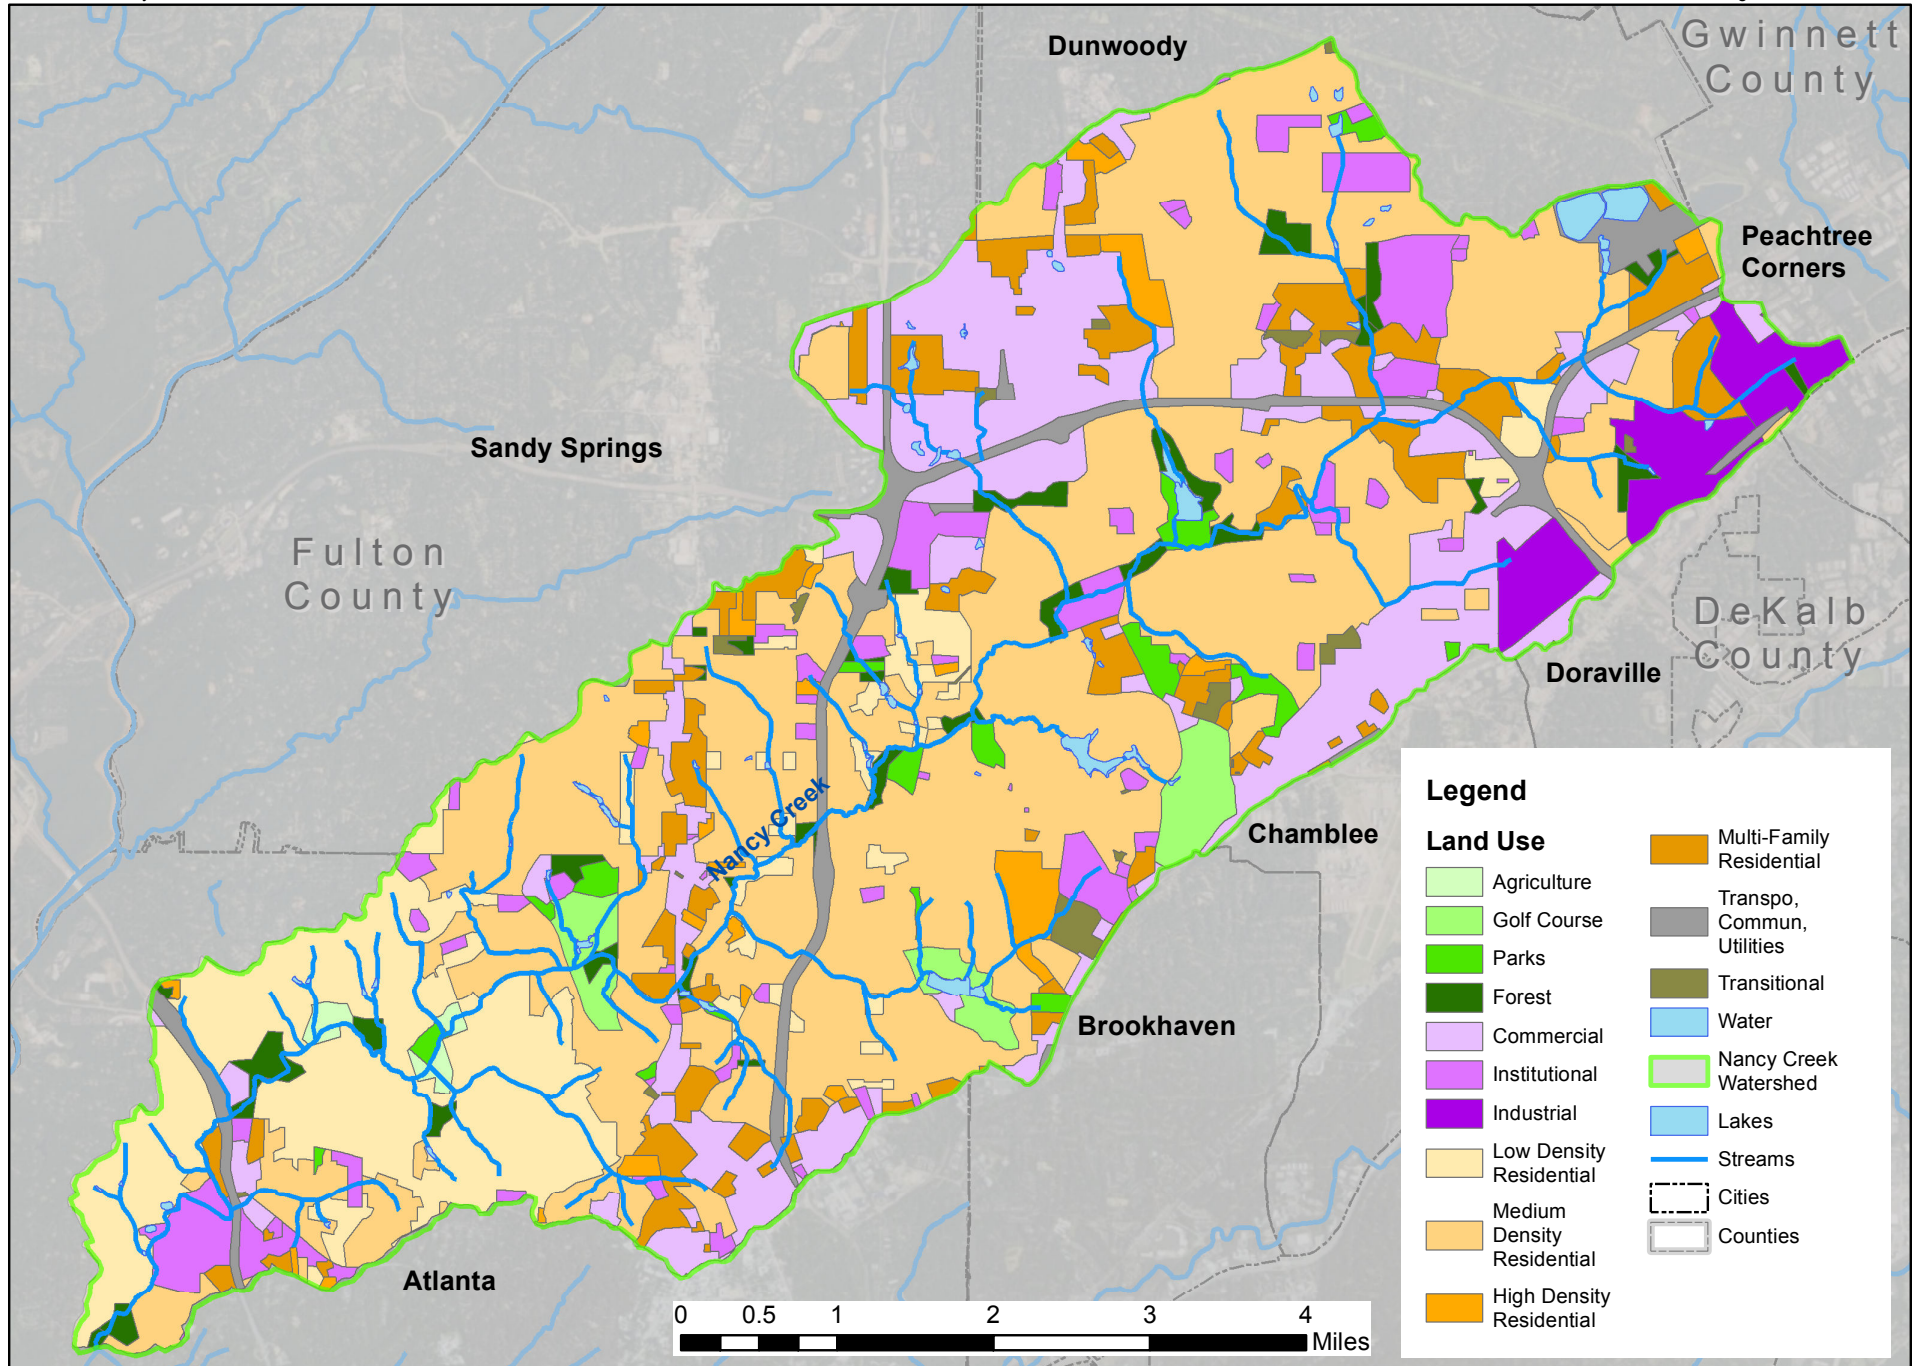 Dunwoody
Gwinnett
County
Peachtree
Corners
Sandy Springs
Fulton
County
DeKalb
County
Doraville
Nancy Creek
Chamblee
Brookhaven
Atlanta
Legend
Land Use
Agriculture
Golf Course
Parks
Forest
Commercial
Institutional
Industrial
Low Density
Residential
Medium
Density
Residential
High Density
Residential
Multi-Family
Residential
Transpo,
Commun,
Utilities
Transitional
Water
Nancy Creek
Watershed
Lakes
Streams
Cities
Counties
0 0.5 1 2 3 4
Miles